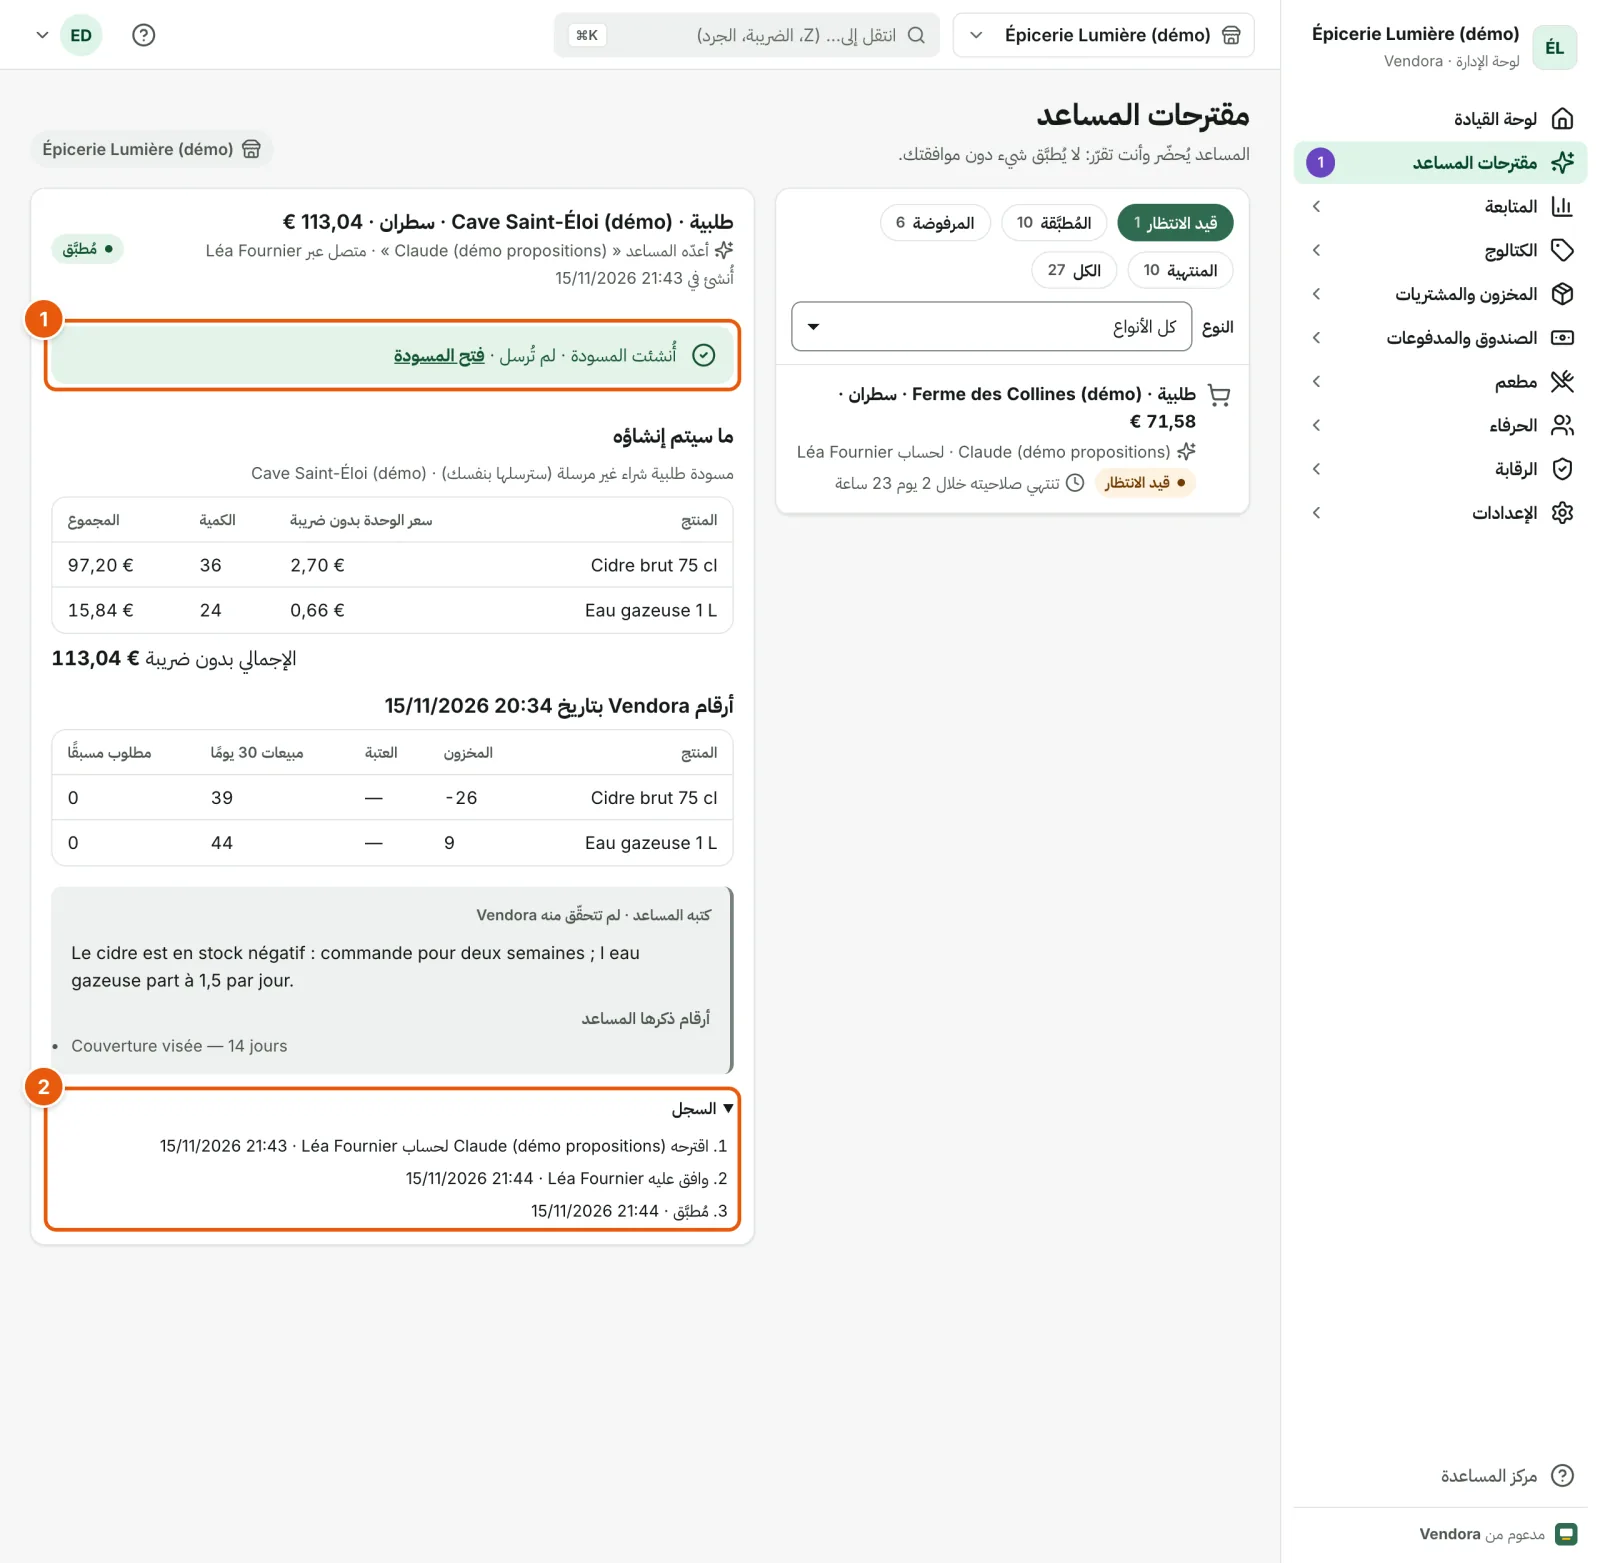 Épicerie Lumière (démo)
لوحة الإدارة · Vendora
ÉL
لوحة القيادة
مقترحات المساعد
1
المتابعة
الكتالوج
المخزون والمشتريات
الصندوق والمدفوعات
مطعم
الحرفاء
الرقابة
الإعدادات
مركز المساعدة
مدعوم من Vendora
Épicerie Lumière (démo)
انتقل إلى... (Z، الضريبة، الجرد)
⌘K
ED
مقترحات المساعد
المساعد يُحضّر وأنت تقرّر: لا يُطبَّق شيء دون موافقتك.
Épicerie Lumière (démo)
قيد الانتظار 1
المُطبَّقة 10
المرفوضة 6
المنتهية 10
الكل 27
النوع
كل الأنواع
طلبية · Ferme des Collines (démo) · سطران ·
71,58 €
Claude (démo propositions) · لحساب Léa Fournier
قيد الانتظار
تنتهي صلاحيته خلال 2 يوم 23 ساعة
طلبية · Cave Saint-Éloi (démo) · سطران · 113,04 €
أعدّه المساعد « Claude (démo propositions) » · متصل عبر Léa Fournier
أُنشئ في 15/11/2026 21:43
مُطبَّق
1
أُنشئت المسودة · لم تُرسل · فتح المسودة
ما سيتم إنشاؤه
مسودة طلبية شراء غير مرسلة (سترسلها بنفسك) · Cave Saint-Éloi (démo)
المنتج سعر الوحدة بدون ضريبة الكمية المجموع
Cidre brut 75 cl 2,70 € 36 97,20 €
Eau gazeuse 1 L 0,66 € 24 15,84 €
الإجمالي بدون ضريبة 113,04 €
أرقام Vendora بتاريخ 15/11/2026 20:34
المنتج المخزون العتبة مبيعات 30 يومًا مطلوب مسبقًا
Cidre brut 75 cl -26 — 39 0
Eau gazeuse 1 L 9 — 44 0
كتبه المساعد · لم تتحقّق منه Vendora
Le cidre est en stock négatif : commande pour deux semaines ; l eau
gazeuse part à 1,5 par jour.
أرقام ذكرها المساعد
• Couverture visée — 14 jours
2
▼ السجل
1. اقترحه Claude (démo propositions) لحساب Léa Fournier · 15/11/2026 21:43
2. وافق عليه Léa Fournier · 15/11/2026 21:44
3. مُطبَّق · 15/11/2026 21:44